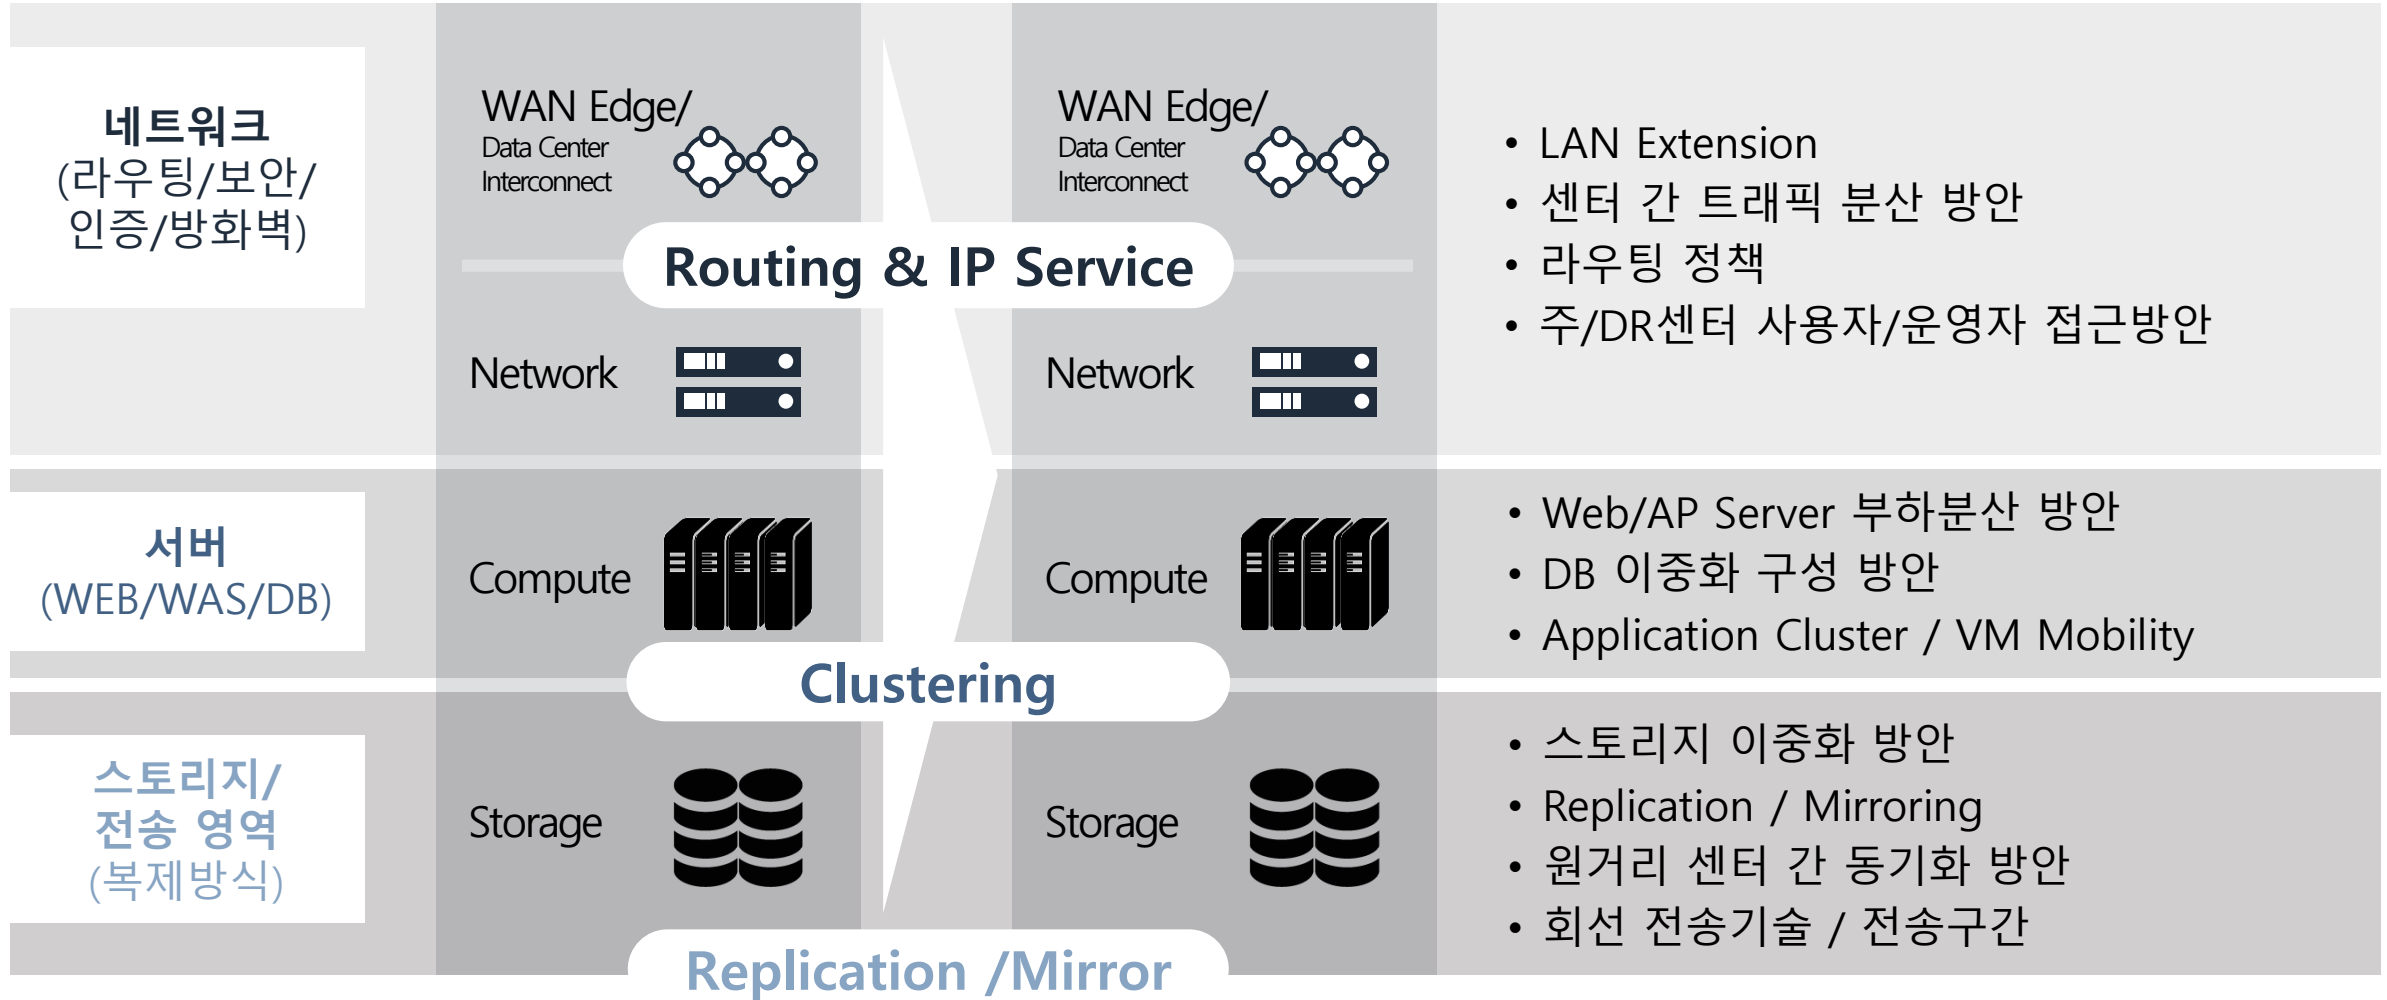 네트워크
(라우팅/보안/
인증/방화벽)
WAN Edge/
Data Center
Interconnect
WAN Edge/
Data Center
Interconnect
Routing & IP Service
Network
Network
• LAN Extension
• 센터 간 트래픽 분산 방안
• 라우팅 정책
• 주/DR센터 사용자/운영자 접근방안
서버
(WEB/WAS/DB)
Compute
Compute
Clustering
• Web/AP Server 부하분산 방안
• DB 이중화 구성 방안
• Application Cluster / VM Mobility
스토리지/
전송 영역
(복제방식)
Storage
Storage
Replication /Mirror
• 스토리지 이중화 방안
• Replication / Mirroring
• 원거리 센터 간 동기화 방안
• 회선 전송기술 / 전송구간